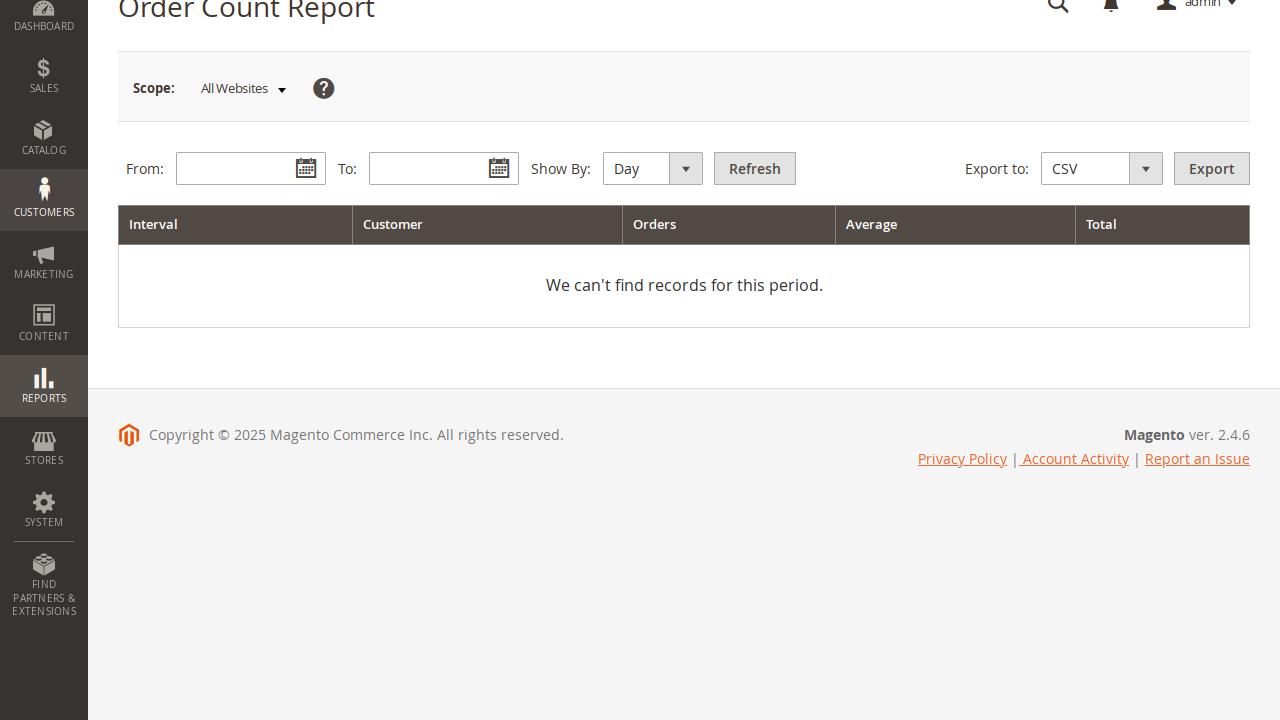 Order Count Report
admin
DASHBOARD
SALES
CATALOG
CUSTOMERS
MARKETING
CONTENT
REPORTS
STORES
SYSTEM
FIND
PARTNERS &
EXTENSIONS
Scope: All Websites ?
From: To: Show By: Day Refresh Export to: CSV Export
Interval Customer Orders Average Total
We can't find records for this period.
Copyright © 2025 Magento Commerce Inc. All rights reserved.
Magento ver. 2.4.6
Privacy Policy | Account Activity | Report an Issue